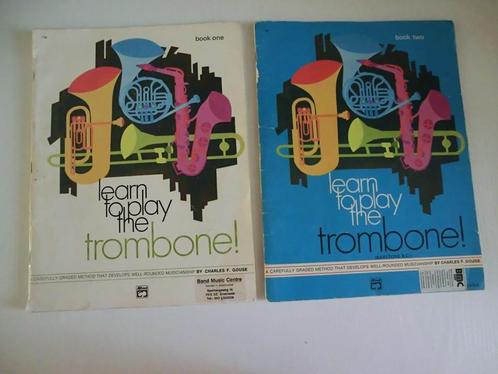 book one
learn
to play
the
trombone!
A CAREFULLY GRADED METHOD THAT DEVELOPS WELL-ROUNDED MUSICIANSHIP BY CHARLES F. GOUSE
Band Music Centre
book two
learn
to play
the
trombone!
A CAREFULLY GRADED METHOD THAT DEVELOPS WELL-ROUNDED MUSICIANSHIP BY CHARLES F. GOUSE